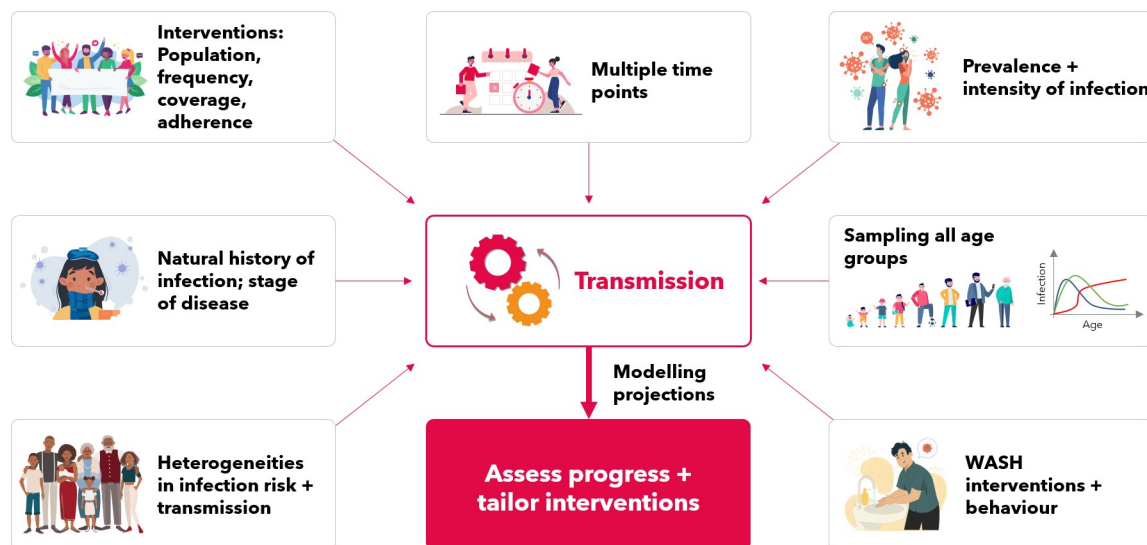 Interventions:
Population,
frequency,
coverage,
adherence
Multiple time
points
Prevalence +
intensity of infection
Natural history of
infection; stage
of disease
Transmission
Sampling all age
groups
Infection
Age
Modelling
projections
Heterogeneities
in infection risk +
transmission
Assess progress +
tailor interventions
WASH
interventions +
behaviour